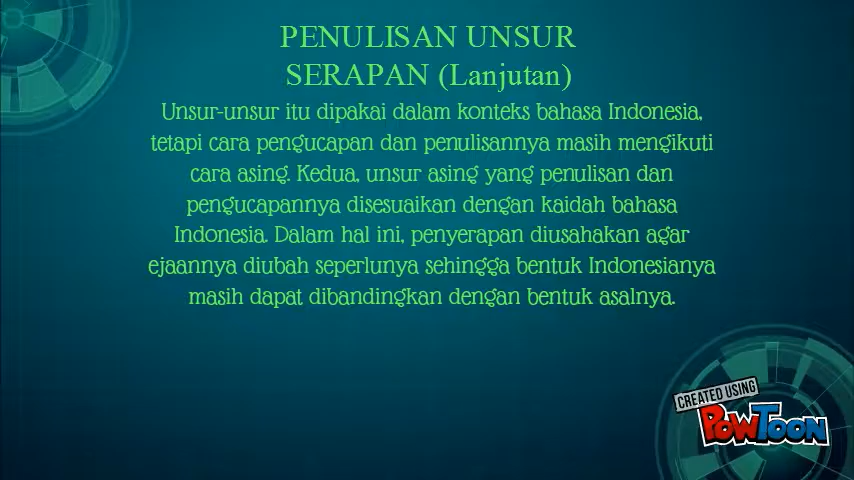 PENULISAN UNSUR
SERAPAN (Lanjutan)
Unsur-unsur itu dipakai dalam konteks bahasa Indonesia,
tetapi cara pengucapan dan penulisannya masih mengikuti
cara asing. Kedua, unsur asing yang penulisan dan
pengucapannya disesuaikan dengan kaidah bahasa
Indonesia. Dalam hal ini, penyerapan diusahakan agar
ejaannya diubah seperlunya sehingga bentuk Indonesianya
masih dapat dibandingkan dengan bentuk asalnya.
CREATED USING
POWTOON